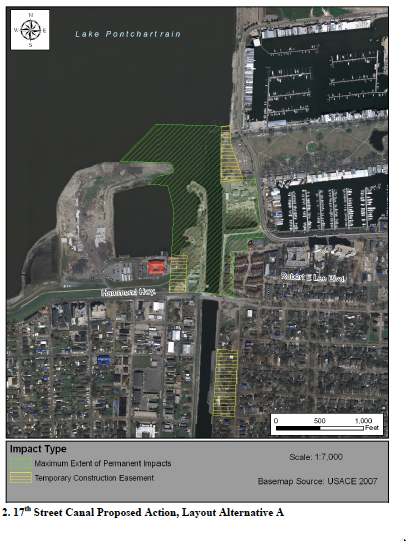 N
W E
S
Lake Pontchartrain
Hammond Hwy.
Robert E Lee Blvd.
0 500 1,000
Feet
Impact Type
Maximum Extent of Permanent Impacts
Temporary Construction Easement
Scale: 1:7,000
Basemap Source: USACE 2007
2. 17th Street Canal Proposed Action, Layout Alternative A